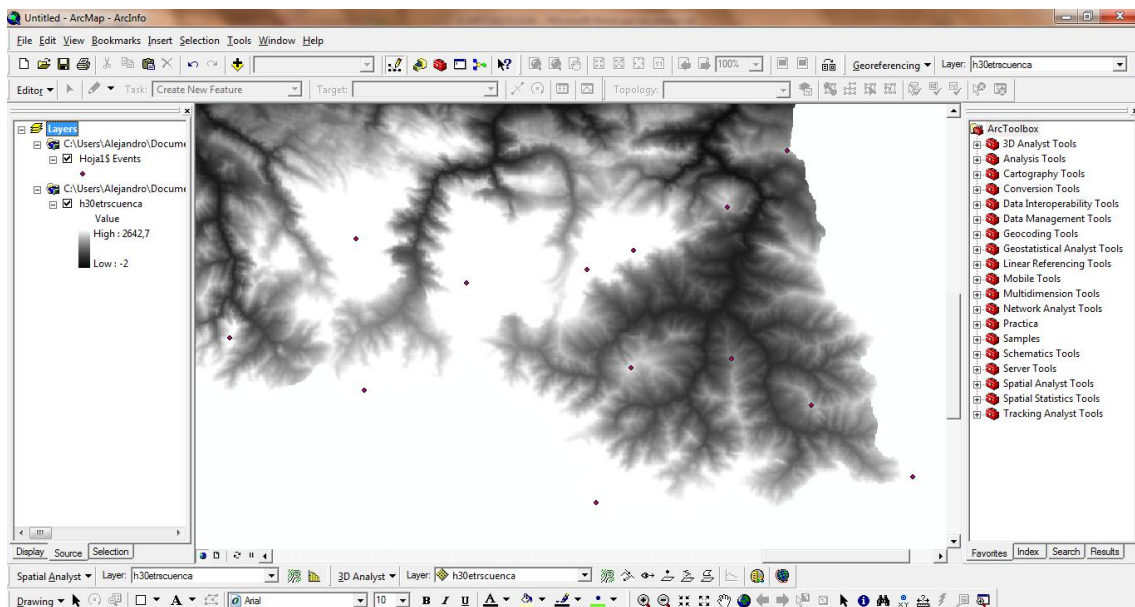 Untitled - ArcMap - ArcInfo
File Edit View Bookmarks Insert Selection Tools Window Help
100% Georeferencing Layer: h30etrscuenca
Editor Task: Create New Feature Target: Topology:
Layers
C:\Users\Alejandro\Docume
Hoja1$ Events
C:\Users\Alejandro\Docume
h30etrscuenca
Value
High : 2642,7
Low : -2
ArcToolbox
3D Analyst Tools
Analysis Tools
Cartography Tools
Conversion Tools
Data Interoperability Tools
Data Management Tools
Geocoding Tools
Geostatistical Analyst Tools
Linear Referencing Tools
Mobile Tools
Multidimension Tools
Network Analyst Tools
Practica
Samples
Schematics Tools
Server Tools
Spatial Analyst Tools
Spatial Statistics Tools
Tracking Analyst Tools
Display Source Selection
Favorites Index Search Results
Spatial Analyst Layer: h30etrscuenca 3D Analyst Layer: h30etrscuenca
Drawing A Arial 10 B I U A